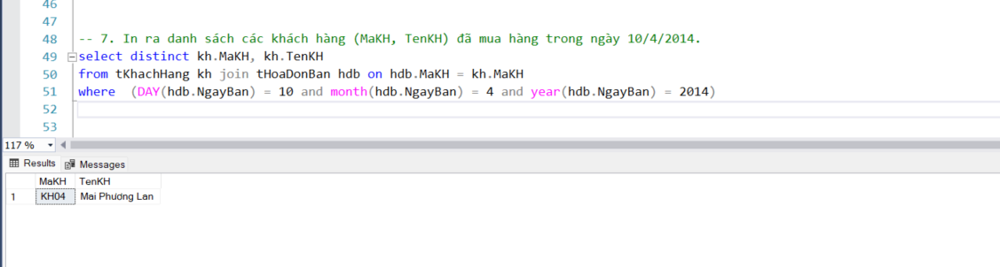 46
47
48 -- 7. In ra danh sách các khách hàng (MaKH, TenKH) đã mua hàng trong ngày 10/4/2014.
49 select distinct kh.MaKH, kh.TenKH
50 from tKhachHang kh join tHoaDonBan hdb on hdb.MaKH = kh.MaKH
51 where  (DAY(hdb.NgayBan) = 10 and month(hdb.NgayBan) = 4 and year(hdb.NgayBan) = 2014)
52
53
117 %
Results Messages
MaKH TenKH
1 KH04 Mai Phương Lan